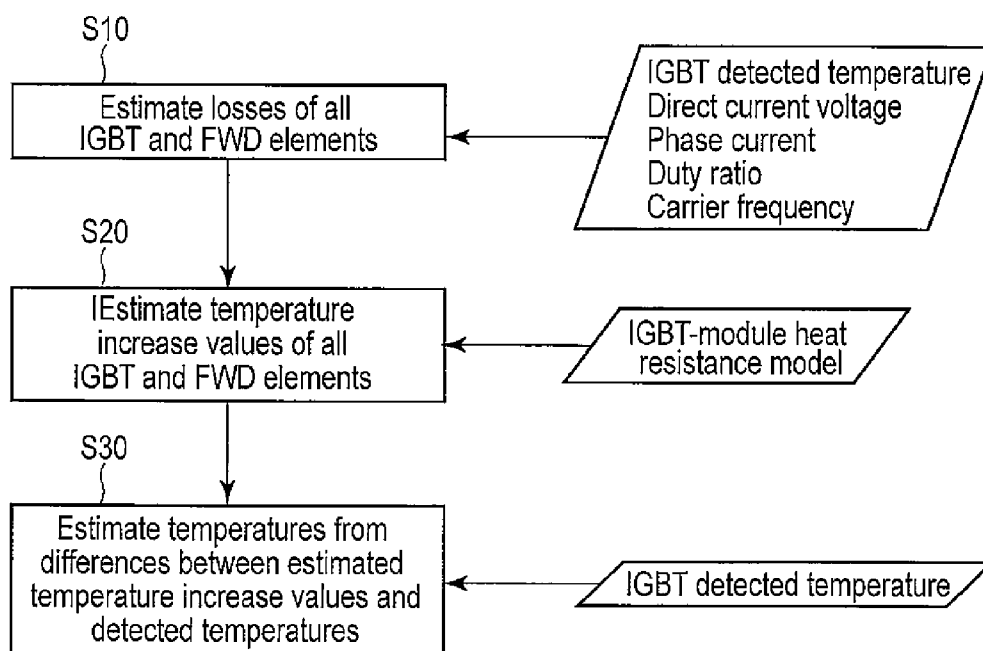 S10
Estimate losses of all
IGBT and FWD elements
IGBT detected temperature
Direct current voltage
Phase current
Duty ratio
Carrier frequency
S20
IEstimate temperature
increase values of all
IGBT and FWD elements
IGBT-module heat
resistance model
S30
Estimate temperatures from
differences between estimated
temperature increase values and
detected temperatures
IGBT detected temperature